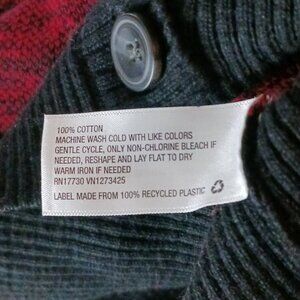 100% COTTON
MACHINE WASH COLD WITH LIKE COLORS
GENTLE CYCLE, ONLY NON-CHLORINE BLEACH IF
NEEDED, RESHAPE AND LAY FLAT TO DRY
WARM IRON IF NEEDED
RN17730 VN1273425
LABEL MADE FROM 100% RECYCLED PLASTIC